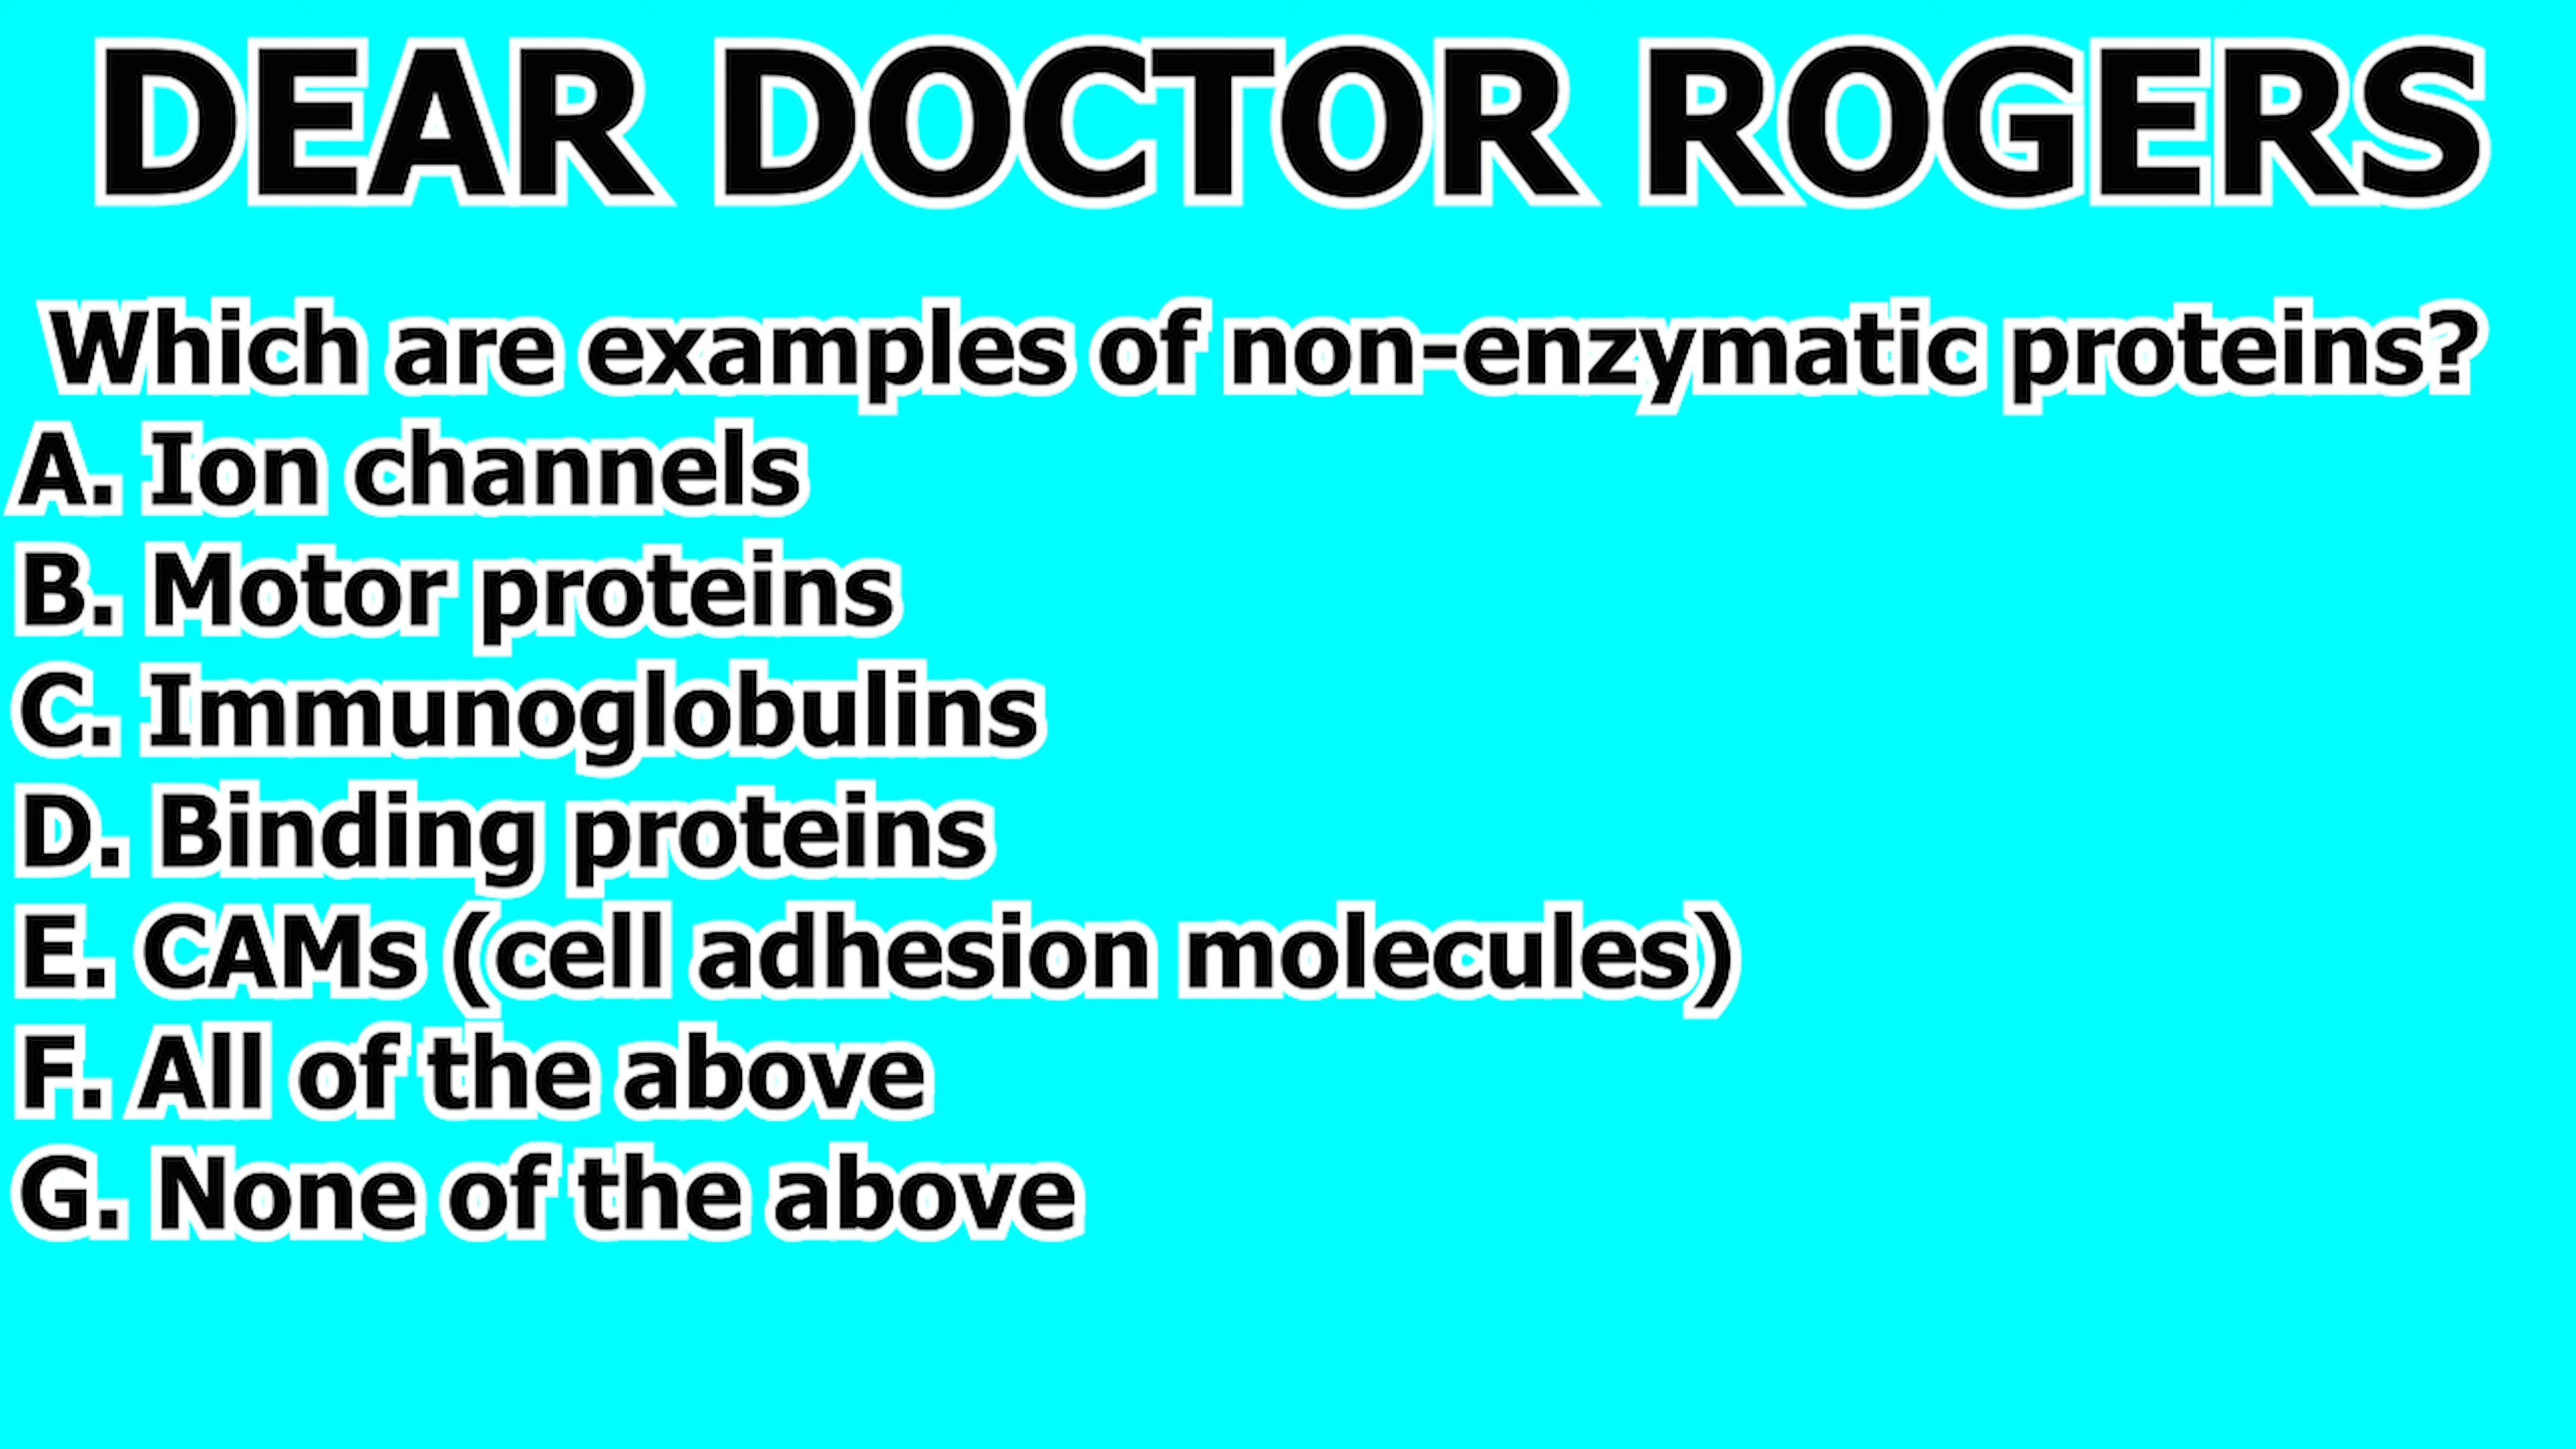 DEAR DOCTOR ROGERS
Which are examples of non-enzymatic proteins?
A. Ion channels
B. Motor proteins
C. Immunoglobulins
D. Binding proteins
E. CAMs (cell adhesion molecules)
F. All of the above
G. None of the above